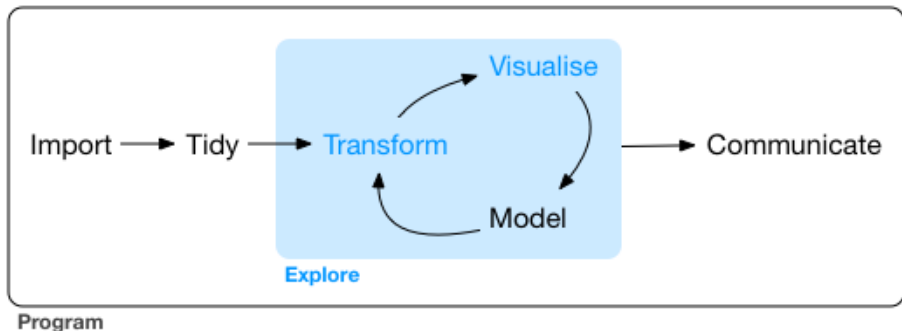 Visualise
Import
Tidy
Transform
Communicate
Model
Explore
Program